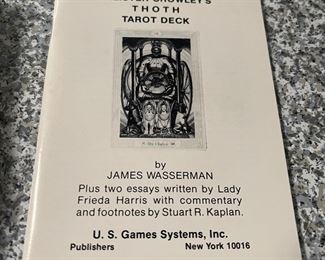 CROWLEY'S
THOTH
TAROT DECK
by
JAMES WASSERMAN
Plus two essays written by Lady
Frieda Harris with commentary
and footnotes by Stuart R. Kaplan.
U. S. Games Systems, Inc.
Publishers New York 10016